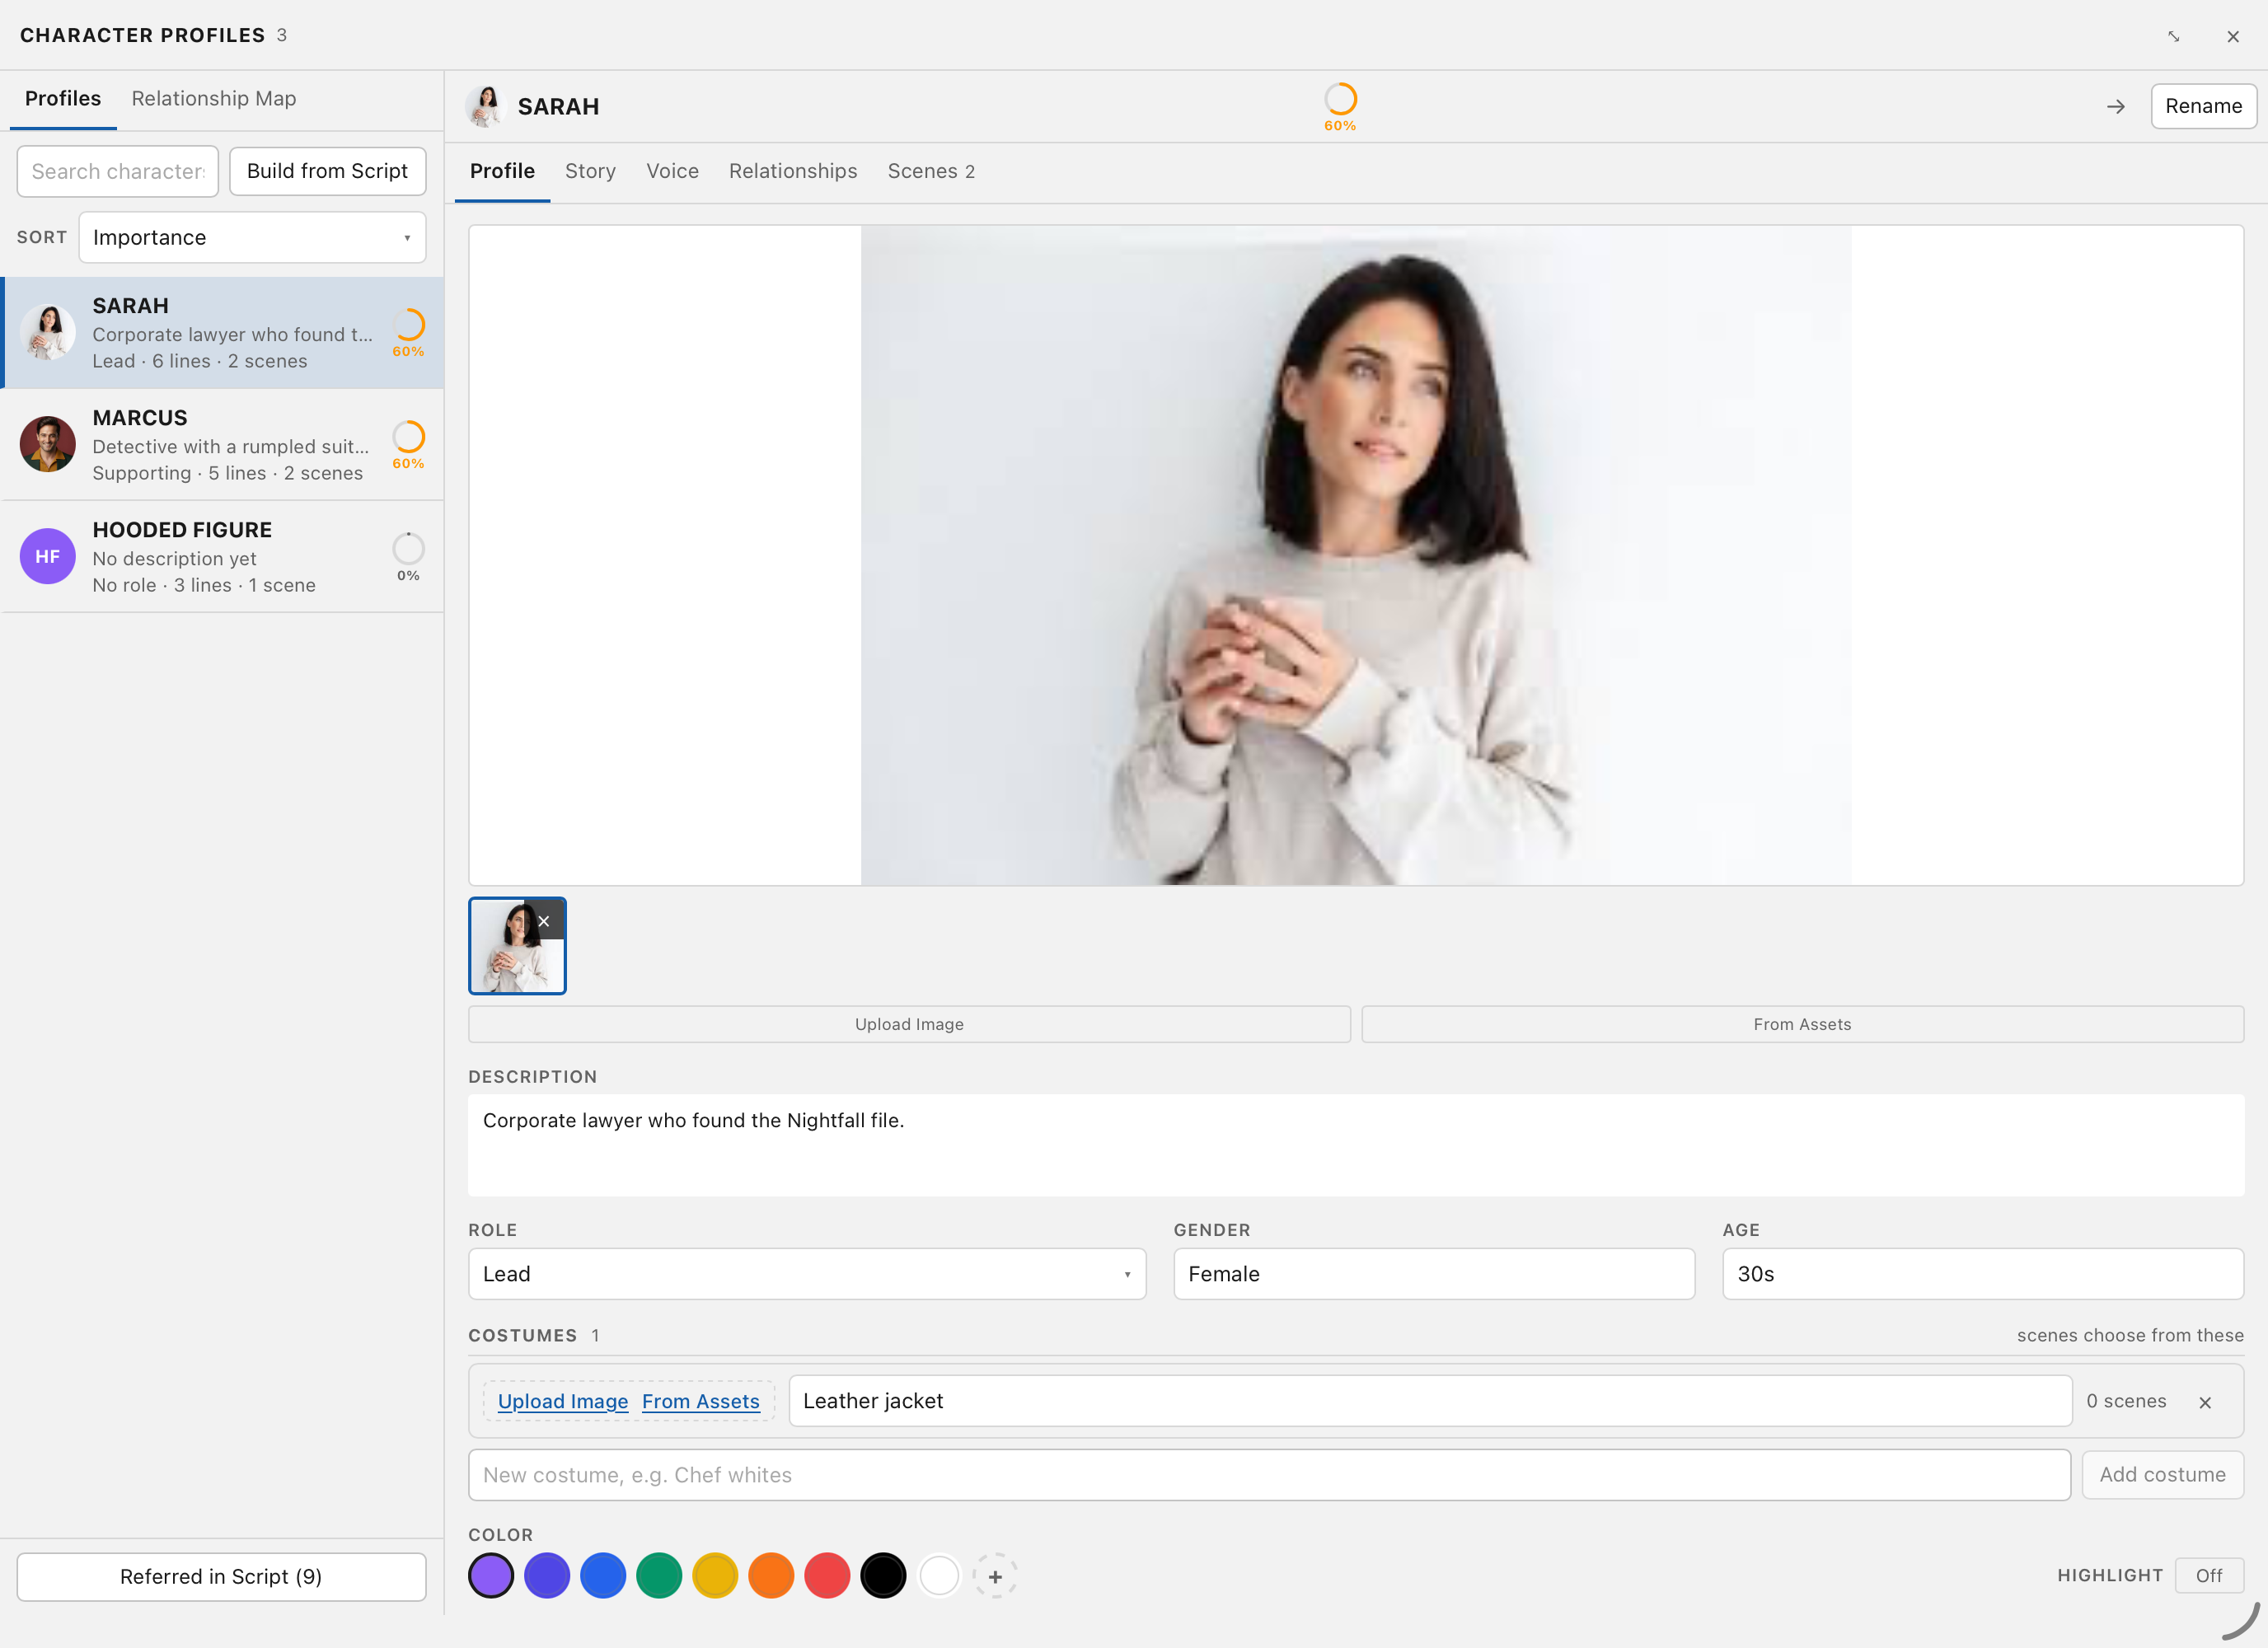 CHARACTER PROFILES 3
Profiles Relationship Map
Search character Build from Script
SORT Importance
SARAH
Corporate lawyer who found t...
Lead · 6 lines · 2 scenes
60%
MARCUS
Detective with a rumpled suit...
Supporting · 5 lines · 2 scenes
60%
HF
HOODED FIGURE
No description yet
No role · 3 lines · 1 scene
0%
Referred in Script (9)
SARAH
60%
Rename
Profile Story Voice Relationships Scenes 2
Upload Image From Assets
DESCRIPTION
Corporate lawyer who found the Nightfall file.
ROLE GENDER AGE
Lead Female 30s
COSTUMES 1 scenes choose from these
Upload Image From Assets Leather jacket 0 scenes
New costume, e.g. Chef whites Add costume
COLOR
HIGHLIGHT Off